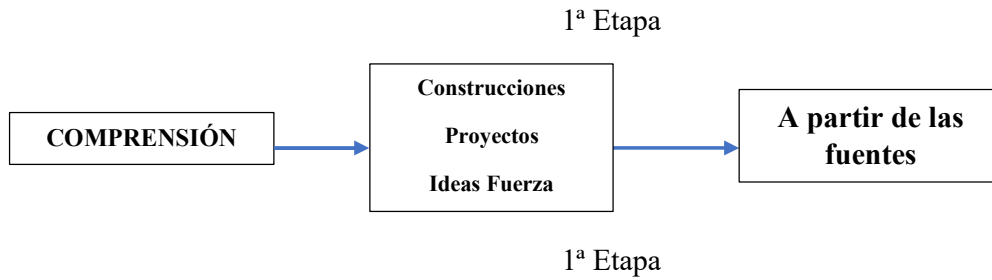 1ª Etapa
COMPRENSIÓN
Construcciones
Proyectos
Ideas Fuerza
A partir de las
fuentes
1ª Etapa